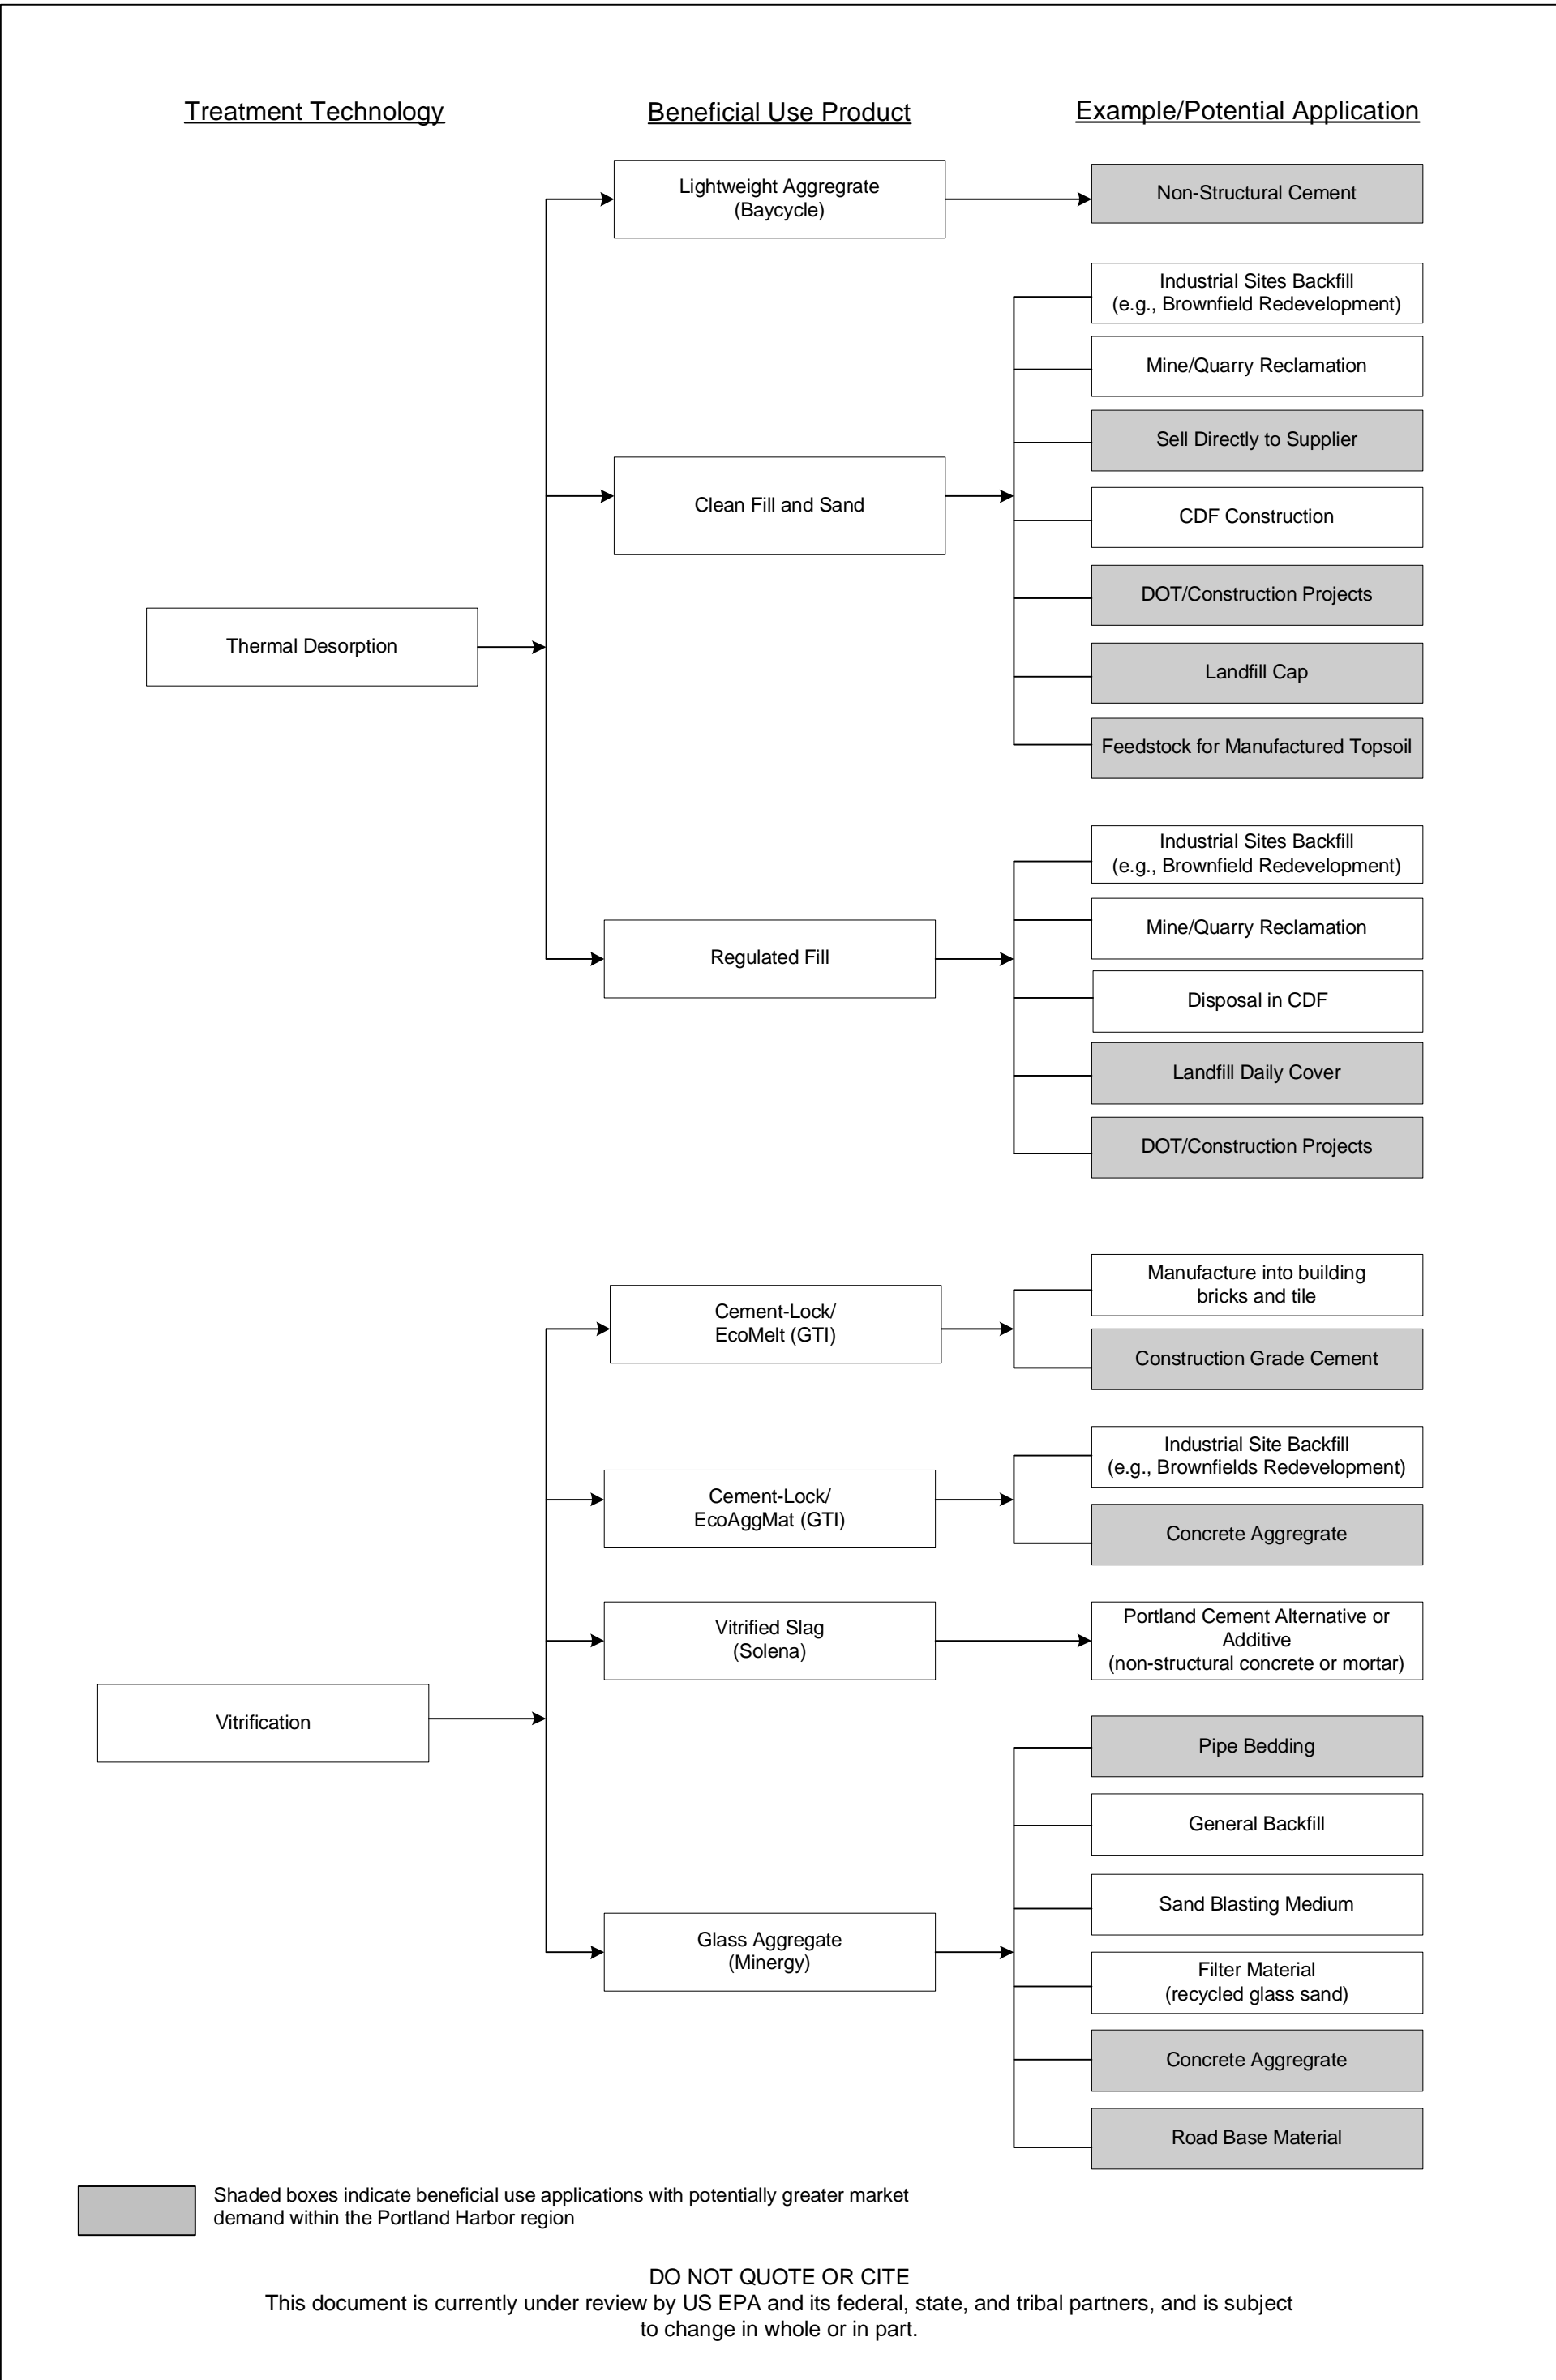 Treatment Technology
Beneficial Use Product
Example/Potential Application
Lightweight Aggregrate
(Baycycle)
Non-Structural Cement
Industrial Sites Backfill
(e.g., Brownfield Redevelopment)
Mine/Quarry Reclamation
Sell Directly to Supplier
Clean Fill and Sand
CDF Construction
DOT/Construction Projects
Thermal Desorption
Landfill Cap
Feedstock for Manufactured Topsoil
Industrial Sites Backfill
(e.g., Brownfield Redevelopment)
Mine/Quarry Reclamation
Regulated Fill
Disposal in CDF
Landfill Daily Cover
DOT/Construction Projects
Manufacture into building
bricks and tile
Cement-Lock/
EcoMelt (GTI)
Construction Grade Cement
Industrial Site Backfill
(e.g., Brownfields Redevelopment)
Cement-Lock/
EcoAggMat (GTI)
Concrete Aggregrate
Vitrified Slag
(Solena)
Portland Cement Alternative or
Additive
(non-structural concrete or mortar)
Vitrification
Pipe Bedding
General Backfill
Sand Blasting Medium
Glass Aggregate
(Minergy)
Filter Material
(recycled glass sand)
Concrete Aggregrate
Road Base Material
Shaded boxes indicate beneficial use applications with potentially greater market
demand within the Portland Harbor region
DO NOT QUOTE OR CITE
This document is currently under review by US EPA and its federal, state, and tribal partners, and is subject
to change in whole or in part.